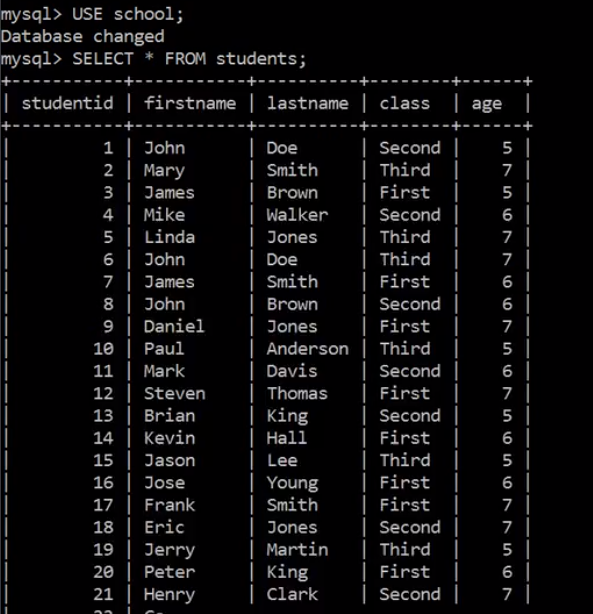 mysql> USE school;
Database changed
mysql> SELECT * FROM students;
+-----------+-----------+----------+--------+------+
| studentid | firstname | lastname | class | age |
+-----------+-----------+----------+--------+------+
| 1 | John | Doe | Second | 5 |
| 2 | Mary | Smith | Third | 7 |
| 3 | James | Brown | First | 5 |
| 4 | Mike | Walker | Second | 6 |
| 5 | Linda | Jones | Third | 7 |
| 6 | John | Doe | Third | 7 |
| 7 | James | Smith | First | 6 |
| 8 | John | Brown | Second | 6 |
| 9 | Daniel | Jones | First | 7 |
| 10 | Paul | Anderson | Third | 5 |
| 11 | Mark | Davis | Second | 6 |
| 12 | Steven | Thomas | First | 7 |
| 13 | Brian | King | Second | 5 |
| 14 | Kevin | Hall | First | 6 |
| 15 | Jason | Lee | Third | 5 |
| 16 | Jose | Young | First | 6 |
| 17 | Frank | Smith | First | 7 |
| 18 | Eric | Jones | Second | 7 |
| 19 | Jerry | Martin | Third | 5 |
| 20 | Peter | King | First | 6 |
| 21 | Henry | Clark | Second | 7 |